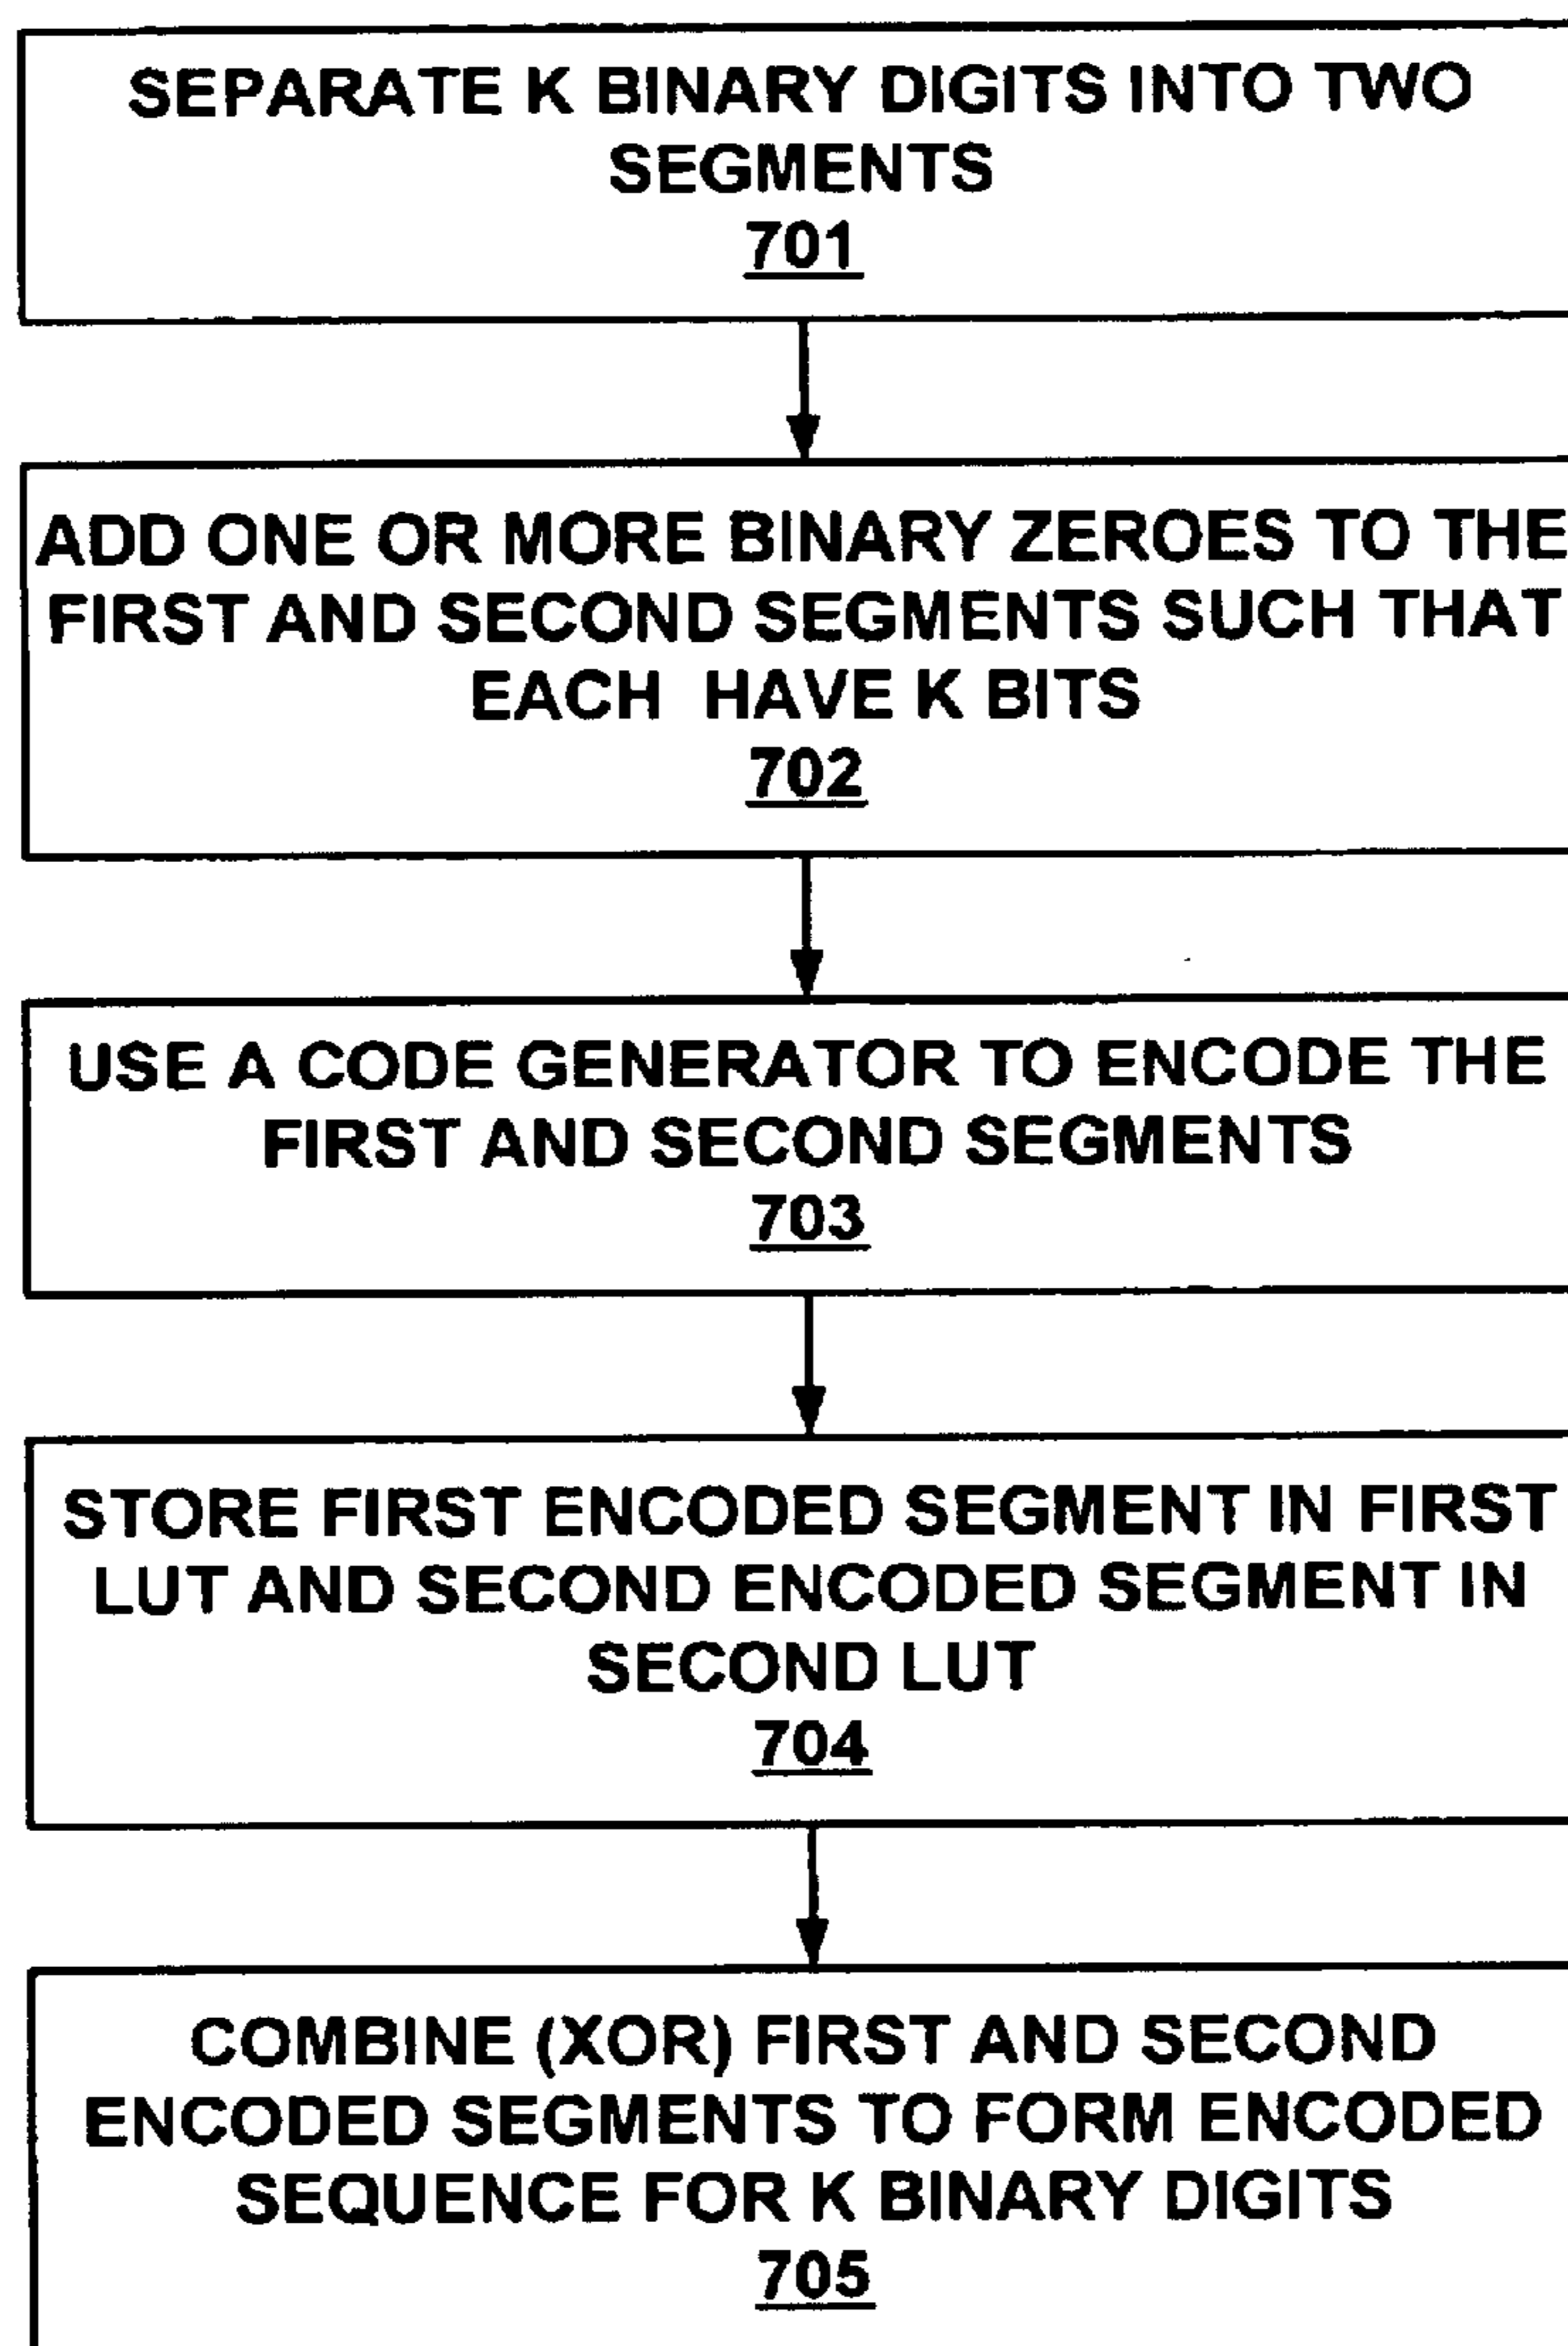 SEPARATE K BINARY DIGITS INTO TWO
SEGMENTS
701
ADD ONE OR MORE BINARY ZEROES TO THE
FIRST AND SECOND SEGMENTS SUCH THAT
EACH HAVE K BITS
702
USE A CODE GENERATOR TO ENCODE THE
FIRST AND SECOND SEGMENTS
703
STORE FIRST ENCODED SEGMENT IN FIRST
LUT AND SECOND ENCODED SEGMENT IN
SECOND LUT
704
COMBINE (XOR) FIRST AND SECOND
ENCODED SEGMENTS TO FORM ENCODED
SEQUENCE FOR K BINARY DIGITS
705